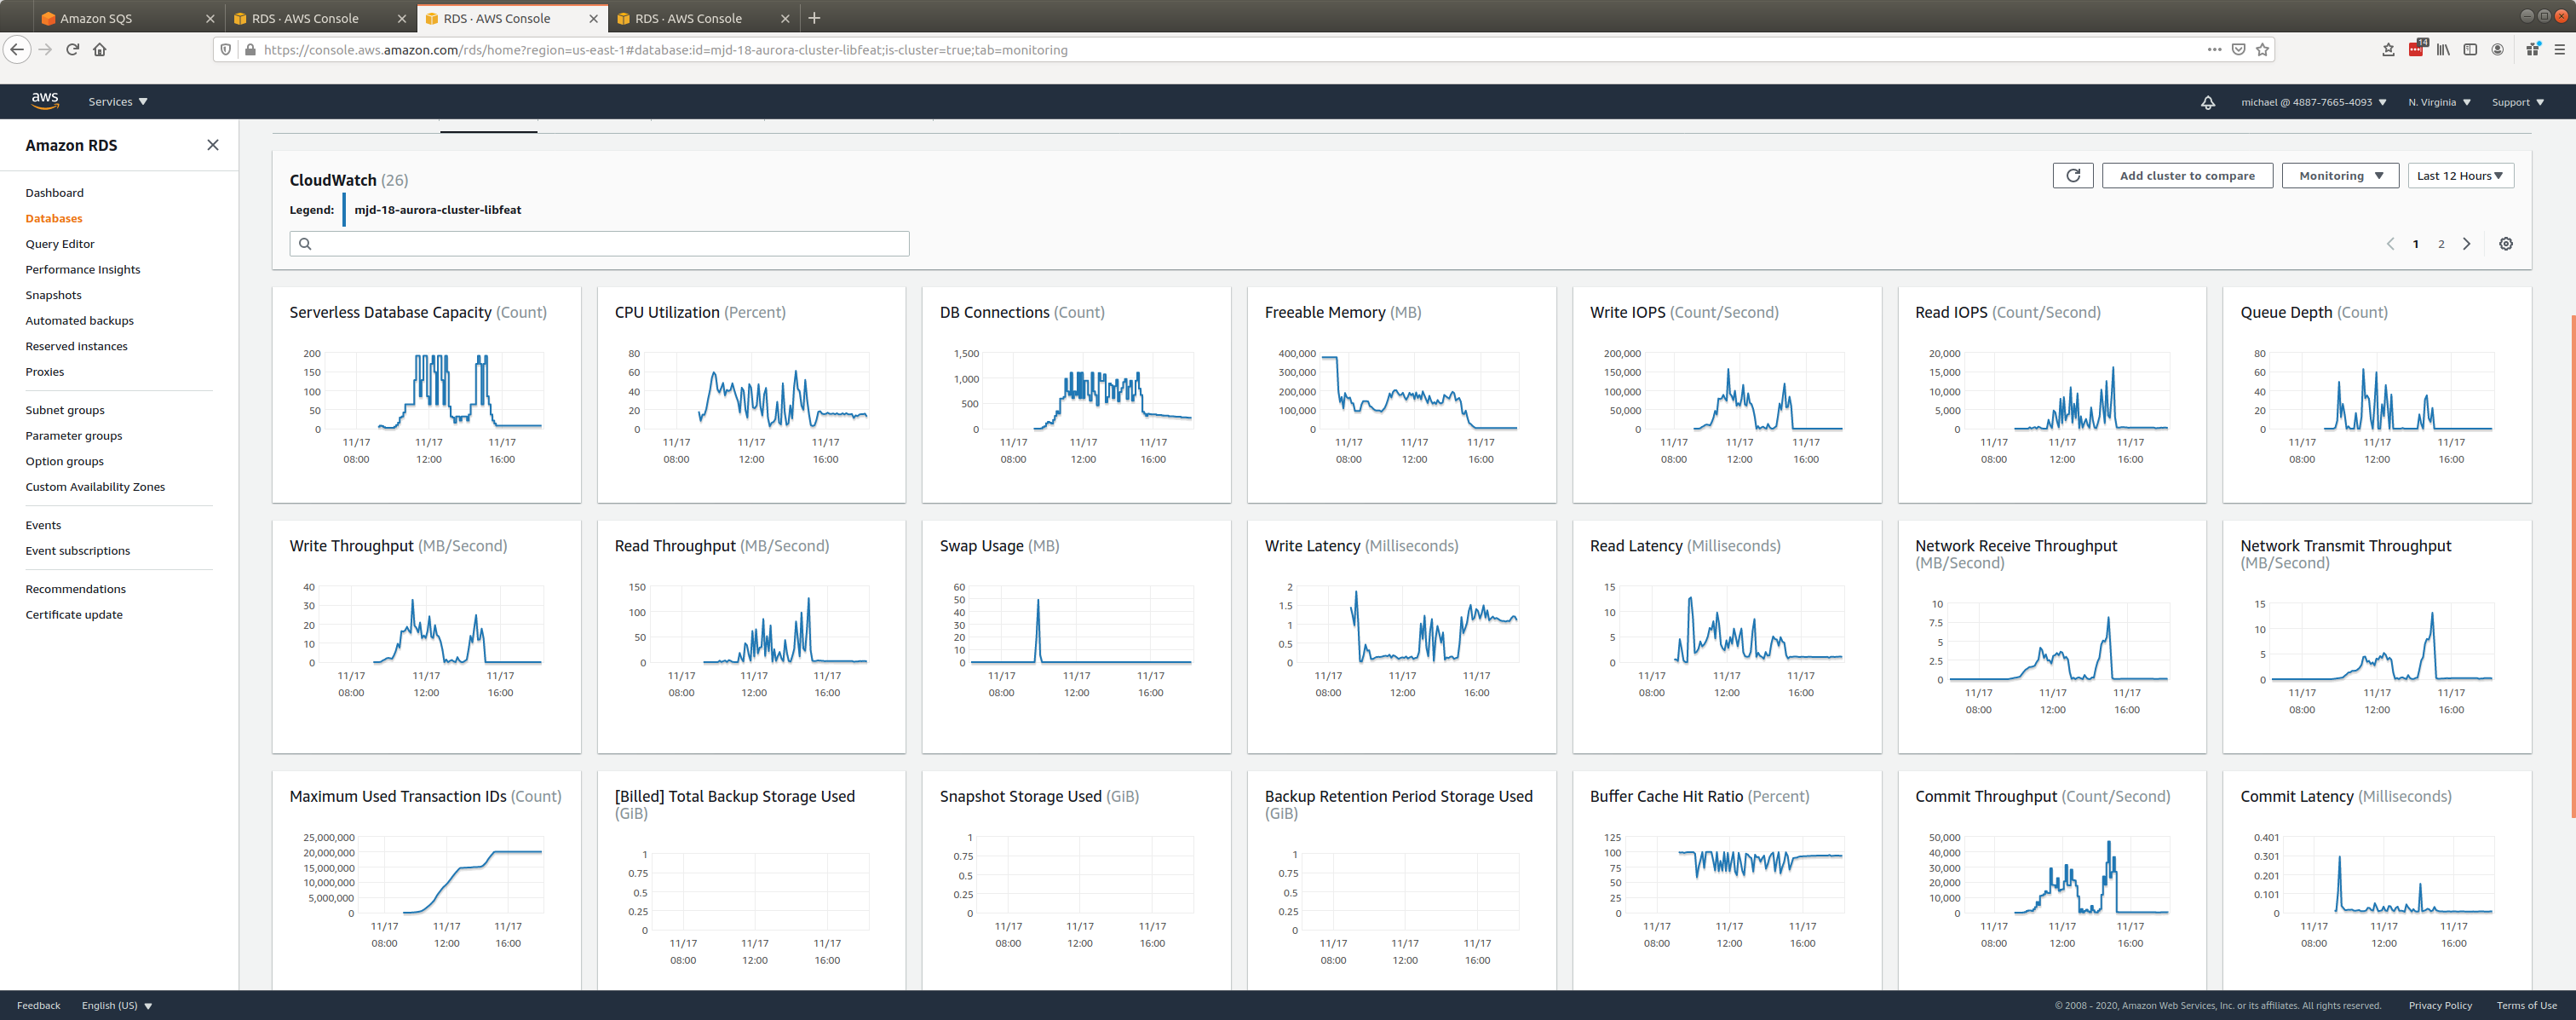 Amazon SQS
RDS · AWS Console
RDS · AWS Console
RDS · AWS Console
https://console.aws.amazon.com/rds/home?region=us-east-1#database:id=mjd-18-aurora-cluster-libfeat;is-cluster=true;tab=monitoring
14
aws
Services
michael @ 4887-7665-4093
N. Virginia
Support
Amazon RDS
Dashboard
Databases
Query Editor
Performance Insights
Snapshots
Automated backups
Reserved instances
Proxies
Subnet groups
Parameter groups
Option groups
Custom Availability Zones
Events
Event subscriptions
Recommendations
Certificate update
CloudWatch (26)
Add cluster to compare
Monitoring
Last 12 Hours
Legend: mjd-18-aurora-cluster-libfeat
1 2
Serverless Database Capacity (Count)
200
150
100
50
0
11/17 11/17 11/17
08:00 12:00 16:00
CPU Utilization (Percent)
80
60
40
20
0
11/17 11/17 11/17
08:00 12:00 16:00
DB Connections (Count)
1,500
1,000
500
0
11/17 11/17 11/17
08:00 12:00 16:00
Freeable Memory (MB)
400,000
300,000
200,000
100,000
0
11/17 11/17 11/17
08:00 12:00 16:00
Write IOPS (Count/Second)
200,000
150,000
100,000
50,000
0
11/17 11/17 11/17
08:00 12:00 16:00
Read IOPS (Count/Second)
20,000
15,000
10,000
5,000
0
11/17 11/17 11/17
08:00 12:00 16:00
Queue Depth (Count)
80
60
40
20
0
11/17 11/17 11/17
08:00 12:00 16:00
Write Throughput (MB/Second)
40
30
20
10
0
11/17 11/17 11/17
08:00 12:00 16:00
Read Throughput (MB/Second)
150
100
50
0
11/17 11/17 11/17
08:00 12:00 16:00
Swap Usage (MB)
60
50
40
30
20
10
0
11/17 11/17 11/17
08:00 12:00 16:00
Write Latency (Milliseconds)
2
1.5
1
0.5
0
11/17 11/17 11/17
08:00 12:00 16:00
Read Latency (Milliseconds)
15
10
5
0
11/17 11/17 11/17
08:00 12:00 16:00
Network Receive Throughput
(MB/Second)
10
7.5
5
2.5
0
11/17 11/17 11/17
08:00 12:00 16:00
Network Transmit Throughput
(MB/Second)
15
10
5
0
11/17 11/17 11/17
08:00 12:00 16:00
Maximum Used Transaction IDs (Count)
25,000,000
20,000,000
15,000,000
10,000,000
5,000,000
0
11/17 11/17 11/17
08:00 12:00 16:00
[Billed] Total Backup Storage Used
(GiB)
1
0.75
0.5
0.25
0
11/17 11/17 11/17
08:00 12:00 16:00
Snapshot Storage Used (GiB)
1
0.75
0.5
0.25
0
11/17 11/17 11/17
08:00 12:00 16:00
Backup Retention Period Storage Used
(GiB)
1
0.75
0.5
0.25
0
11/17 11/17 11/17
08:00 12:00 16:00
Buffer Cache Hit Ratio (Percent)
125
100
75
50
25
0
11/17 11/17 11/17
08:00 12:00 16:00
Commit Throughput (Count/Second)
50,000
40,000
30,000
20,000
10,000
0
11/17 11/17 11/17
08:00 12:00 16:00
Commit Latency (Milliseconds)
0.401
0.301
0.201
0.101
0
11/17 11/17 11/17
08:00 12:00 16:00
Feedback
English (US)
© 2008 - 2020, Amazon Web Services, Inc. or its affiliates. All rights reserved.
Privacy Policy
Terms of Use